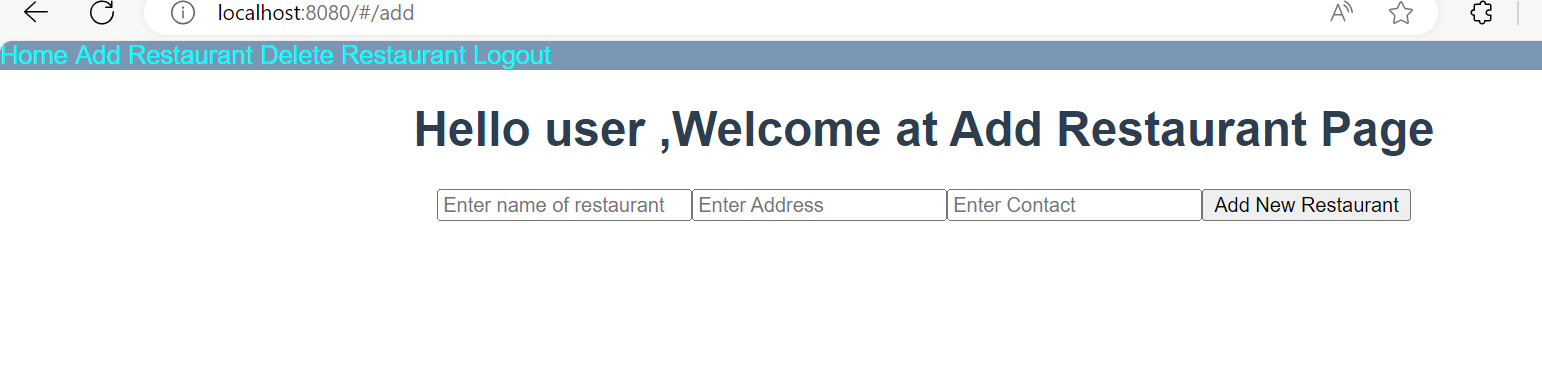 localhost:8080/#/add
Home Add Restaurant Delete Restaurant Logout
Hello user ,Welcome at Add Restaurant Page
Enter name of restaurant Enter Address Enter Contact Add New Restaurant